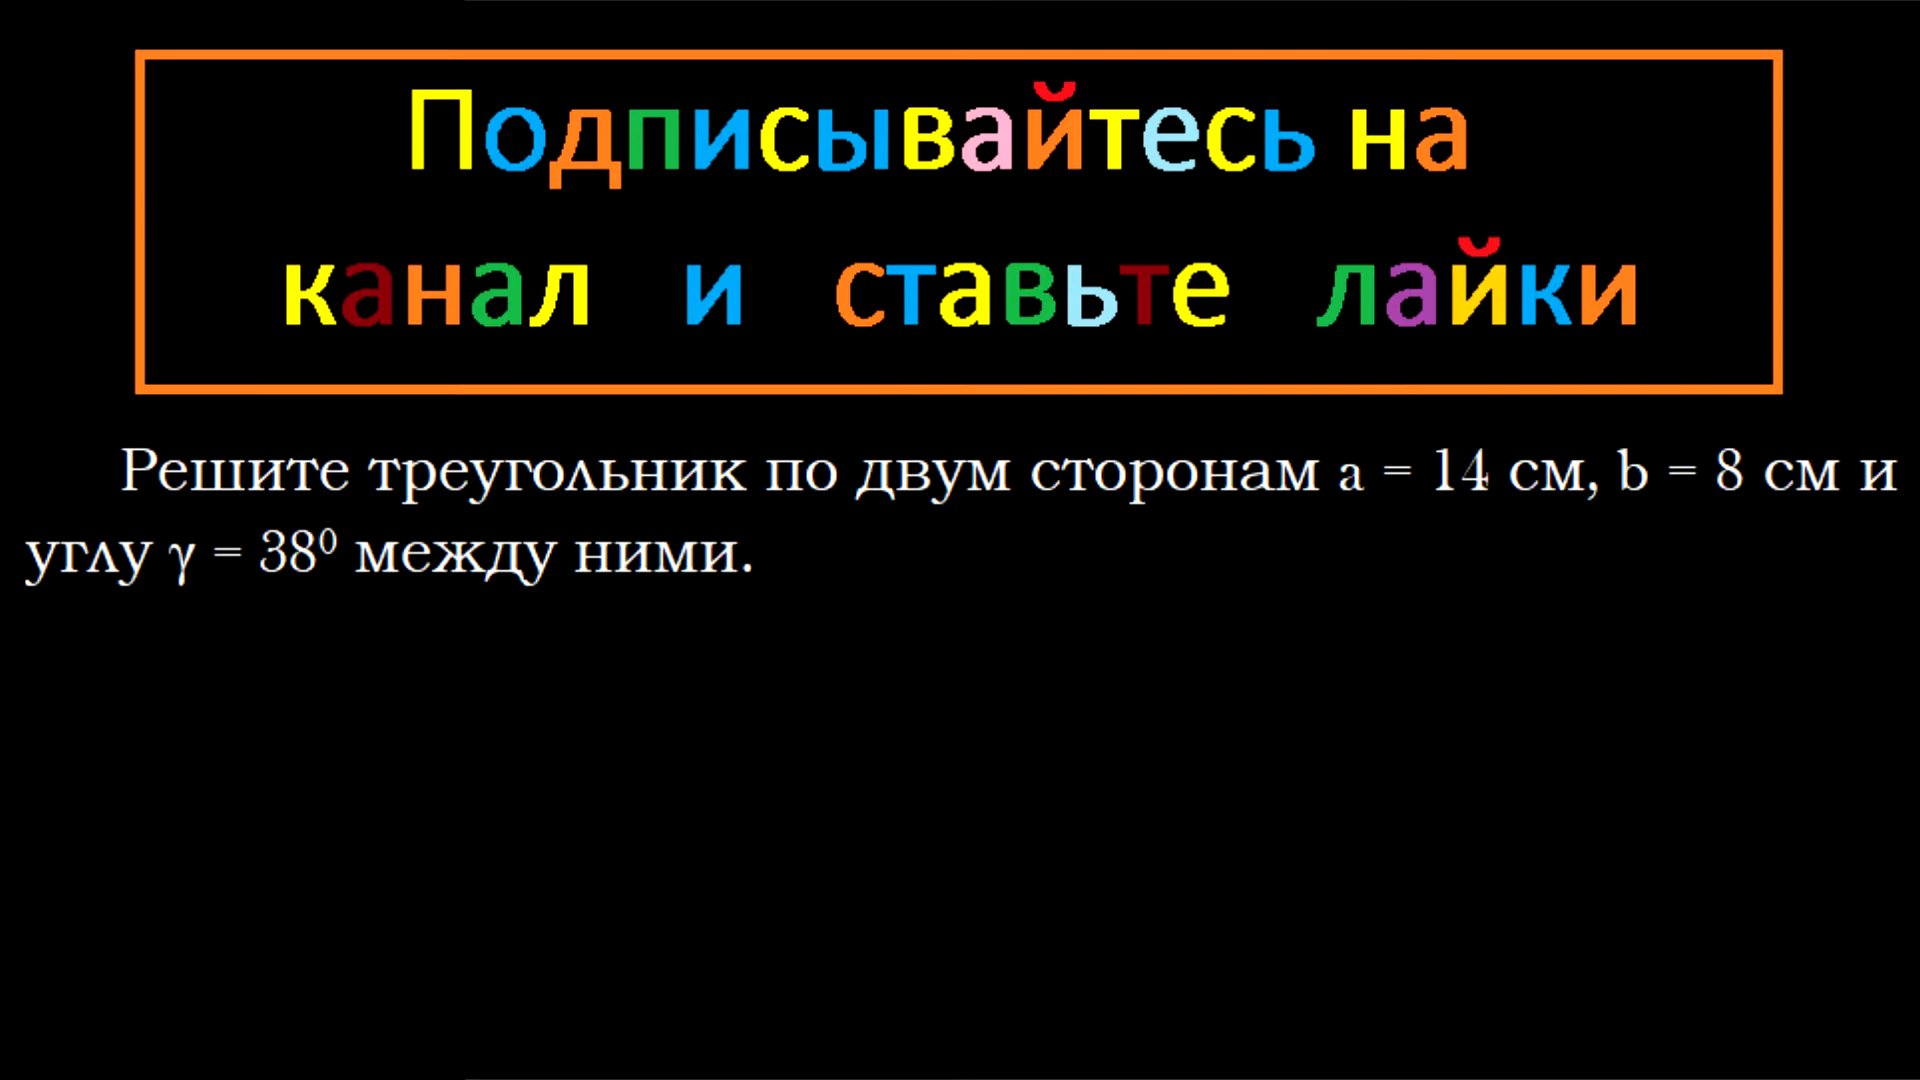 Подписывайтесь на
канал и ставьте лайки
Решите треугольник по двум сторонам a = 14 см, b = 8 см и
углу γ = 38⁰ между ними.